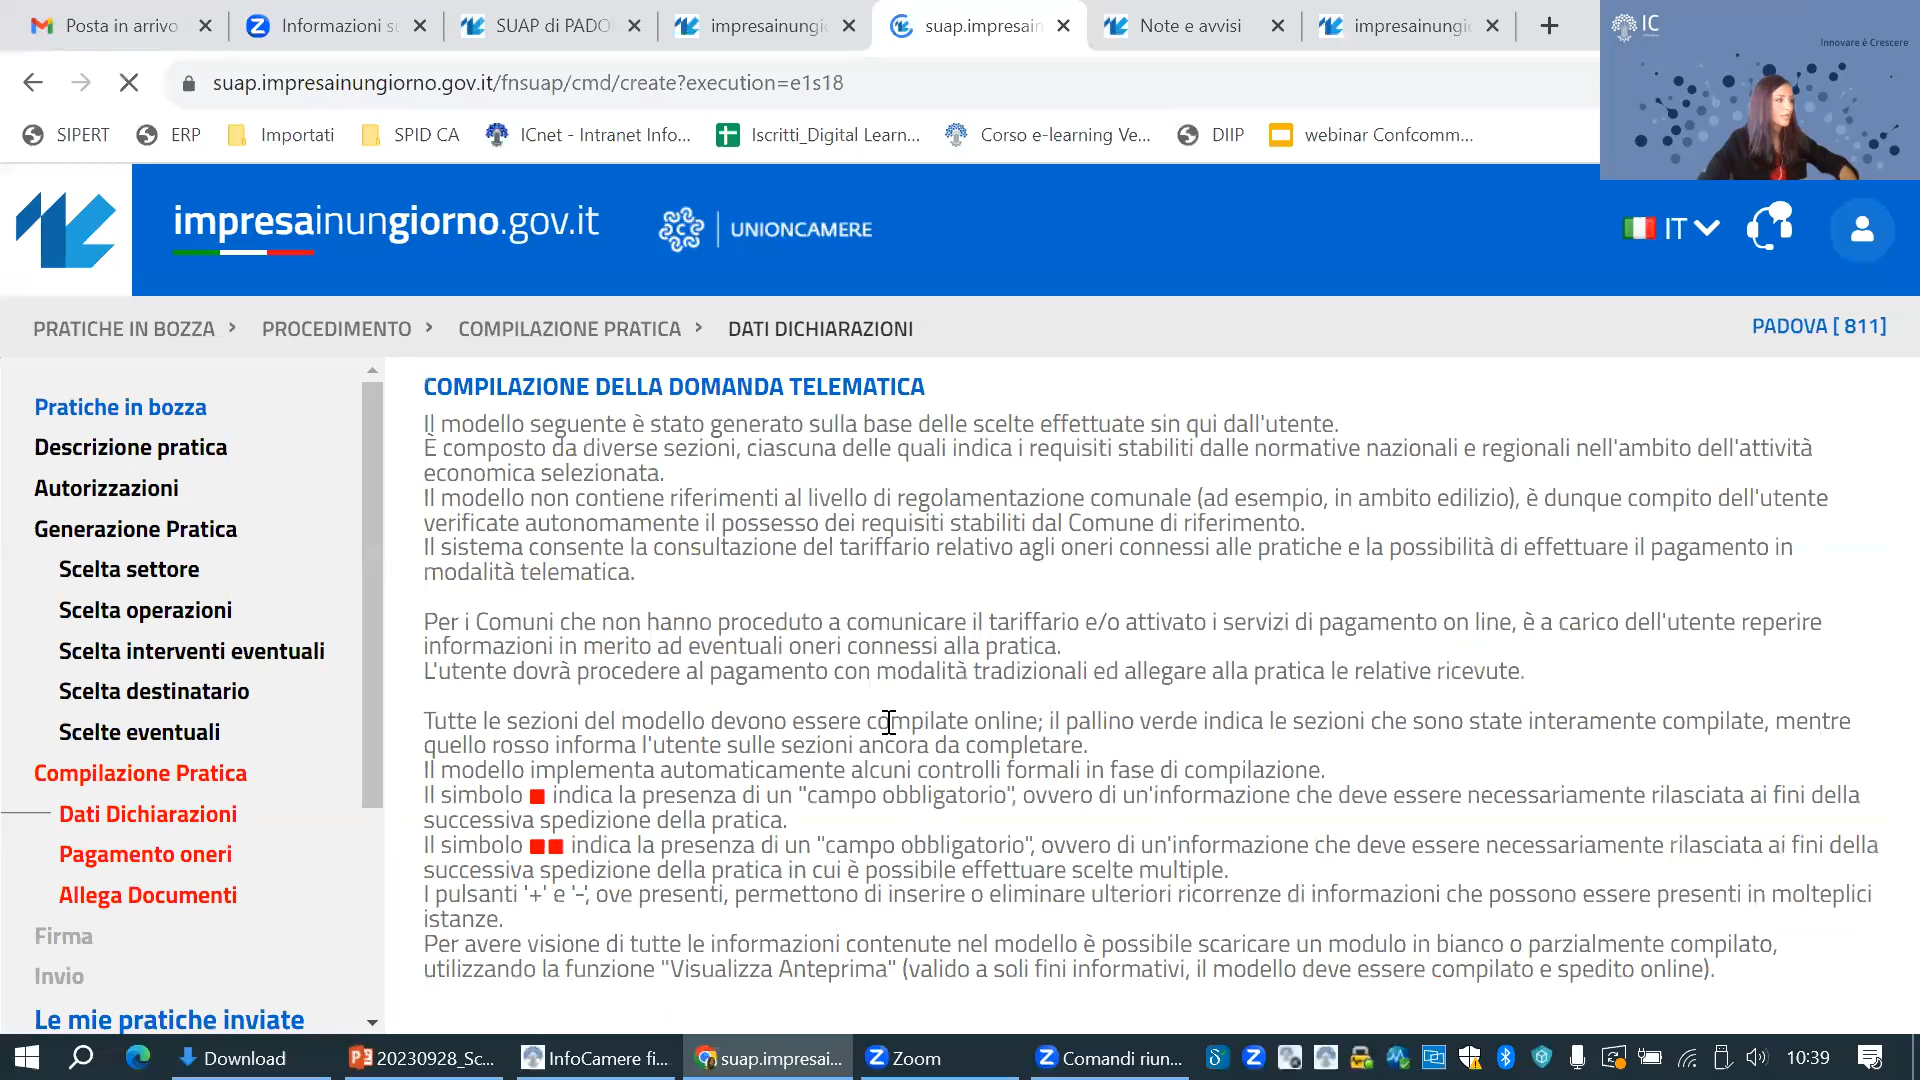 Posta in arrivo
Informazioni su
SUAP di PADO
impresainungio
suap.impresain
Note e avvisi
impresainungio
suap.impresainungiorno.gov.it/fnsuap/cmd/create?execution=e1s18
SIPERT
ERP
Importati
SPID CA
ICnet - Intranet Info...
Iscritti_Digital Learn...
Corso e-learning Ve...
DIIP
webinar Confcomm...
IC
Innovare è Crescere
impresainungiorno.gov.it
UNIONCAMERE
IT
PRATICHE IN BOZZA > PROCEDIMENTO > COMPILAZIONE PRATICA > DATI DICHIARAZIONI
PADOVA [ 811]
Pratiche in bozza
Descrizione pratica
Autorizzazioni
Generazione Pratica
Scelta settore
Scelta operazioni
Scelta interventi eventuali
Scelta destinatario
Scelte eventuali
Compilazione Pratica
Dati Dichiarazioni
Pagamento oneri
Allega Documenti
Firma
Invio
Le mie pratiche inviate
COMPILAZIONE DELLA DOMANDA TELEMATICA
Il modello seguente è stato generato sulla base delle scelte effettuate sin qui dall'utente.
È composto da diverse sezioni, ciascuna delle quali indica i requisiti stabiliti dalle normative nazionali e regionali nell'ambito dell'attività
economica selezionata.
Il modello non contiene riferimenti al livello di regolamentazione comunale (ad esempio, in ambito edilizio), è dunque compito dell'utente
verificate autonomamente il possesso dei requisiti stabiliti dal Comune di riferimento.
Il sistema consente la consultazione del tariffario relativo agli oneri connessi alle pratiche e la possibilità di effettuare il pagamento in
modalità telematica.
Per i Comuni che non hanno proceduto a comunicare il tariffario e/o attivato i servizi di pagamento on line, è a carico dell'utente reperire
informazioni in merito ad eventuali oneri connessi alla pratica.
L'utente dovrà procedere al pagamento con modalità tradizionali ed allegare alla pratica le relative ricevute.
Tutte le sezioni del modello devono essere compilate online; il pallino verde indica le sezioni che sono state interamente compilate, mentre
quello rosso informa l'utente sulle sezioni ancora da completare.
Il modello implementa automaticamente alcuni controlli formali in fase di compilazione.
Il simbolo indica la presenza di un "campo obbligatorio", ovvero di un'informazione che deve essere necessariamente rilasciata ai fini della
successiva spedizione della pratica.
Il simbolo indica la presenza di un "campo obbligatorio", ovvero di un'informazione che deve essere necessariamente rilasciata ai fini della
successiva spedizione della pratica in cui è possibile effettuare scelte multiple.
I pulsanti '+' e '-', ove presenti, permettono di inserire o eliminare ulteriori ricorrenze di informazioni che possono essere presenti in molteplici
istanze.
Per avere visione di tutte le informazioni contenute nel modello è possibile scaricare un modulo in bianco o parzialmente compilato,
utilizzando la funzione "Visualizza Anteprima" (valido a soli fini informativi, il modello deve essere compilato e spedito online).
Download
20230928_Sc...
InfoCamere fi...
suap.impresai...
Zoom
Comandi riun...
10:39